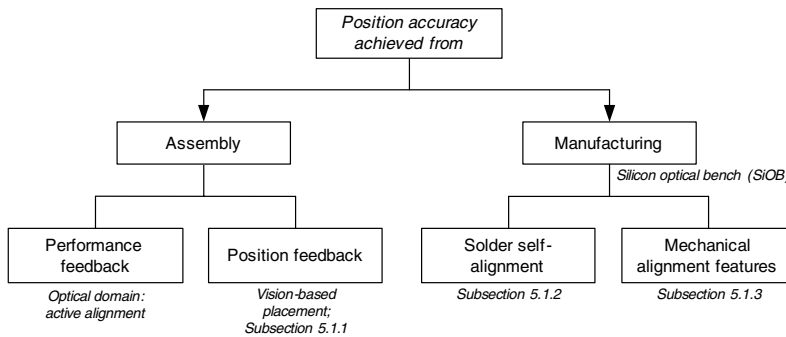 Position accuracy
achieved from
Assembly
Manufacturing
Silicon optical bench (SiOB)
Performance
feedback
Position feedback
Solder self-
alignment
Mechanical
alignment features
Optical domain:
active alignment
Vision-based
placement;
Subsection 5.1.1
Subsection 5.1.2
Subsection 5.1.3